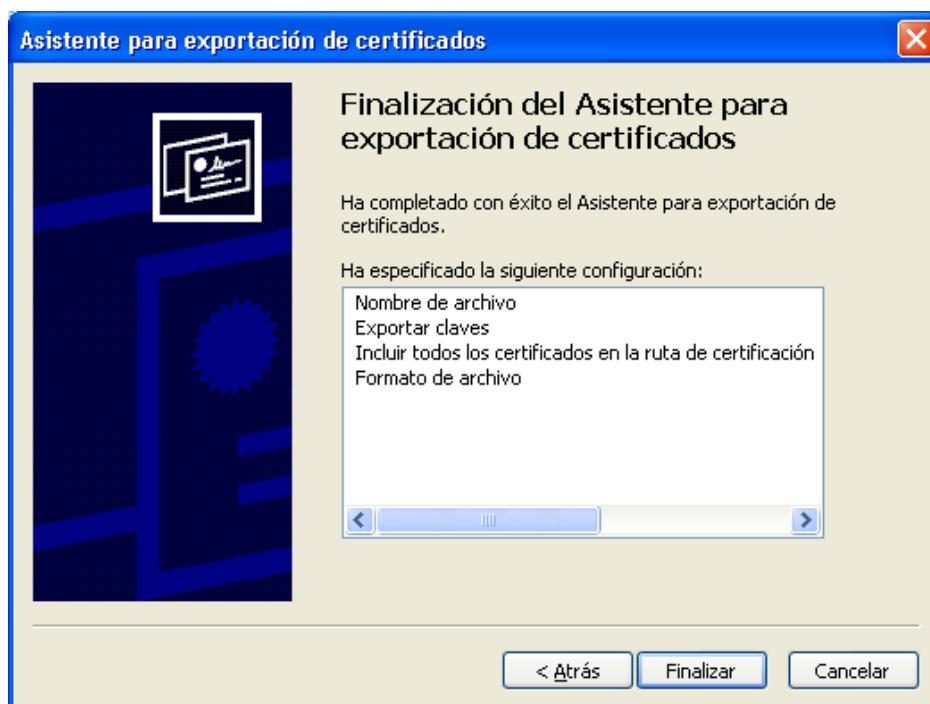 Asistente para exportación de certificados
Finalización del Asistente para
exportación de certificados
Ha completado con éxito el Asistente para exportación de
certificados.
Ha especificado la siguiente configuración:
Nombre de archivo
Exportar claves
Incluir todos los certificados en la ruta de certificación
Formato de archivo
< Atrás
Finalizar
Cancelar